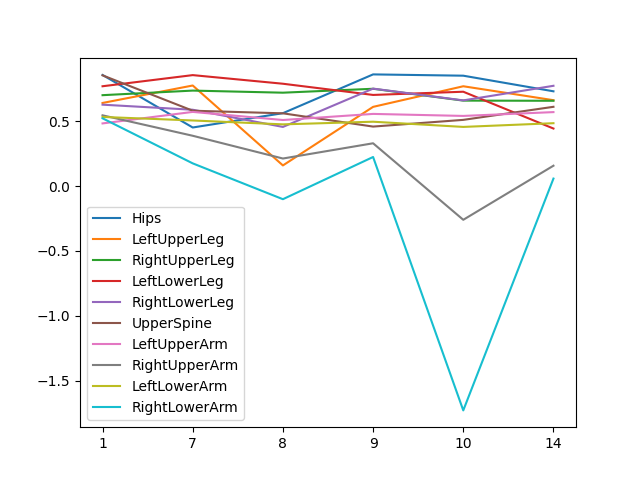 0.5
0.0
−0.5
−1.0
−1.5
Hips
LeftUpperLeg
RightUpperLeg
LeftLowerLeg
RightLowerLeg
UpperSpine
LeftUpperArm
RightUpperArm
LeftLowerArm
RightLowerArm
1 7 8 9 10 14